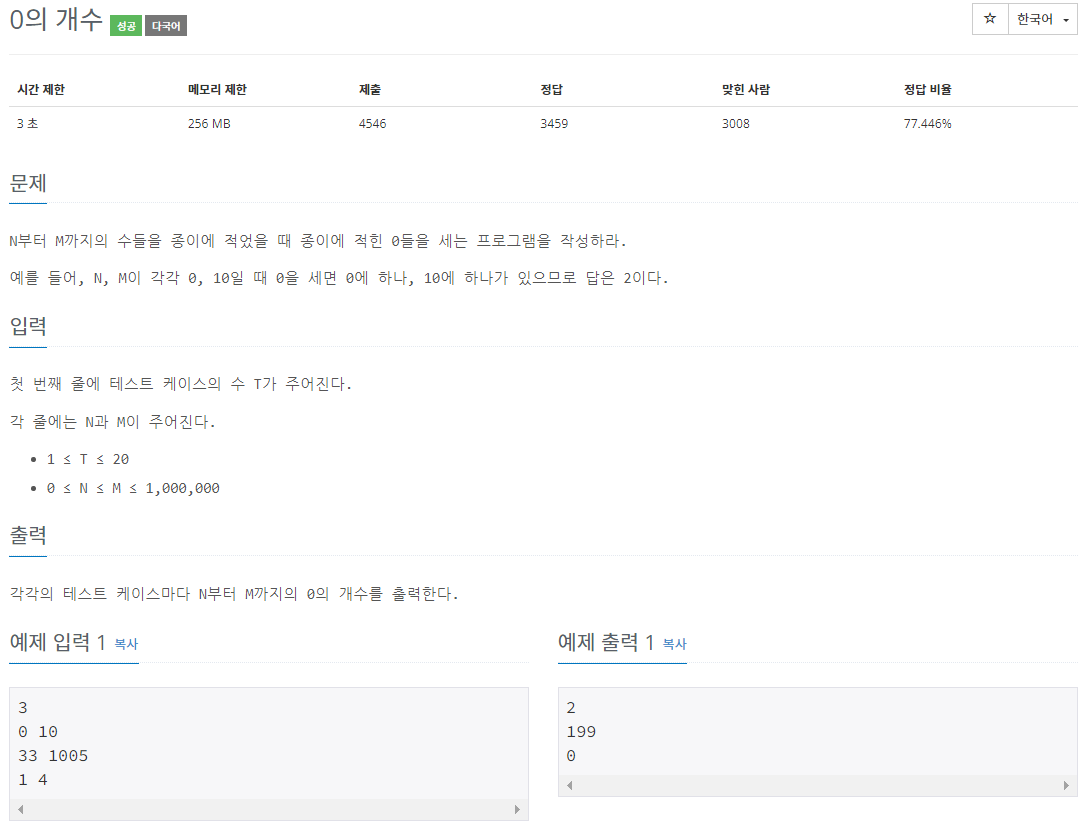 0의 개수 성공 다국어
☆ 한국어
시간 제한 메모리 제한 제출 정답 맞힌 사람 정답 비율
3 초 256 MB 4546 3459 3008 77.446%
문제
N부터 M까지의 수들을 종이에 적었을 때 종이에 적힌 0들을 세는 프로그램을 작성하라.
예를 들어, N, M이 각각 0, 10일 때 0을 세면 0에 하나, 10에 하나가 있으므로 답은 2이다.
입력
첫 번째 줄에 테스트 케이스의 수 T가 주어진다.
각 줄에는 N과 M이 주어진다.
• 1 ≤ T ≤ 20
• 0 ≤ N ≤ M ≤ 1,000,000
출력
각각의 테스트 케이스마다 N부터 M까지의 0의 개수를 출력한다.
예제 입력 1 복사
3
0 10
33 1005
1 4
예제 출력 1 복사
2
199
0